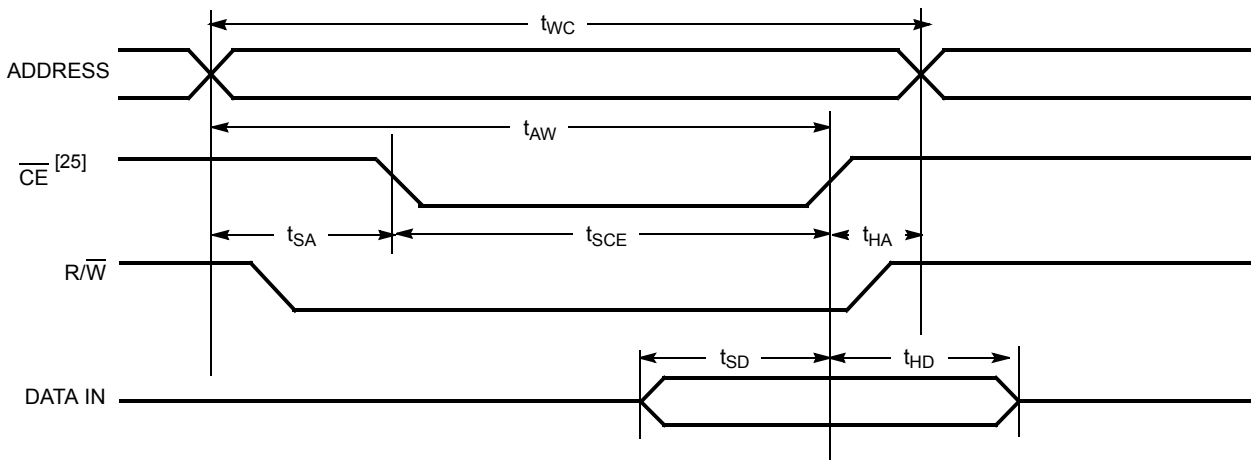 tWC
ADDRESS
tAW
CE [25]
tSA
tSCE
tHA
R/W
tSD
tHD
DATA IN